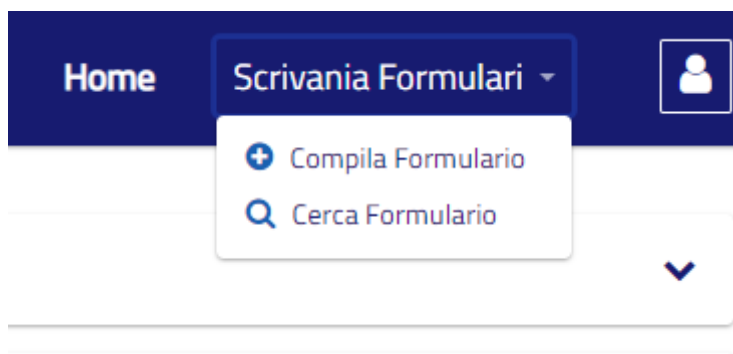 Home
Scrivania Formulari
Compila Formulario
Cerca Formulario